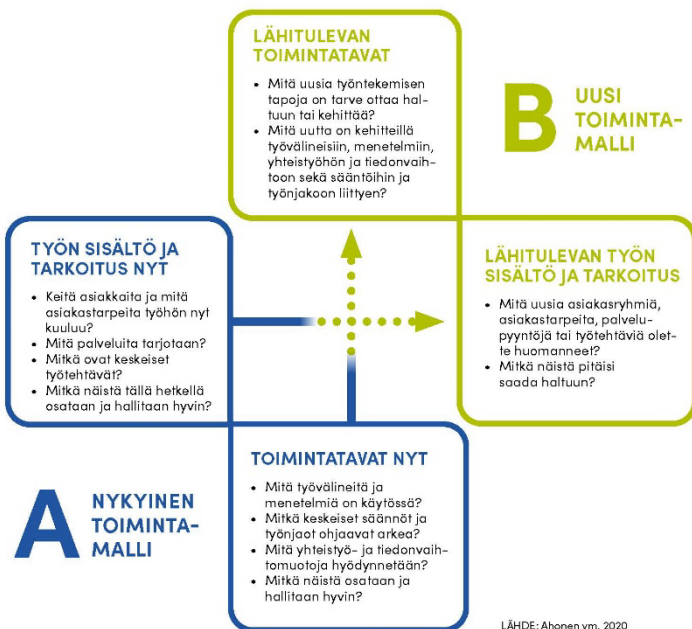 LÄHITULEVAN
TOIMINTATAVAT
• Mitä uusia työntekemisen
tapoja on tarve ottaa hal-
tuun tai kehittää?
• Mitä uutta on kehitteillä
työvälineisiin, menetelmiin,
yhteistyöhön ja tiedonvaih-
toon sekä sääntöihin ja
työnjakoon liittyen?
B UUSI
TOIMINTA-
MALLI
TYÖN SISÄLTÖ JA
TARKOITUS NYT
• Keitä asiakkaita ja mitä
asiakastarpeita työhön nyt
kuuluu?
• Mitä palveluita tarjotaan?
• Mitkä ovat keskeiset
työtehtävät?
• Mitkä näistä tällä hetkellä
osataan ja hallitaan hyvin?
LÄHITULEVAN TYÖN
SISÄLTÖ JA TARKOITUS
• Mitä uusia asiakasryhmiä,
asiakastarpeita, palvelu-
pyyntöjä tai työtehtäviä olet-
te huomanneet?
• Mitkä näistä pitäisi
saada haltuun?
A NYKYINEN
TOIMINTA-
MALLI
TOIMINTATAVAT NYT
• Mitä työvälineitä ja
menetelmiä on käytössä?
• Mitkä keskeiset säännöt ja
työnjaot ohjaavat arkea?
• Mitä yhteistyö- ja tiedonvaih-
tomuotoja hyödynnetään?
• Mitkä näistä osataan ja
hallitaan hyvin?
LÄHDE: Ahonen ym. 2020